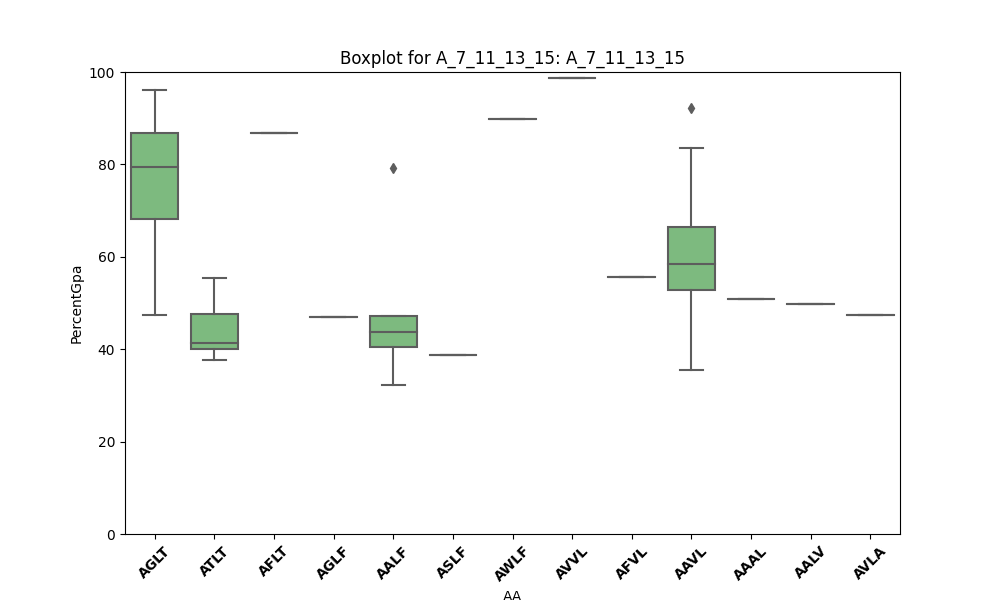 Boxplot for A_7_11_13_15: A_7_11_13_15
PercentGpa
100
80
60
40
20
0
AGLT
ATLT
AFLT
AGLF
AALF
ASLF
AWLF
AVVL
AFVL
AAVL
AAAL
AALV
AVLA
AA